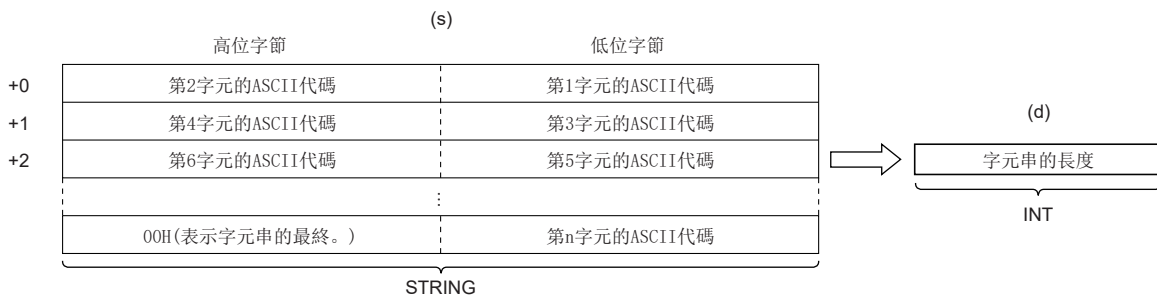 (s)
高位字節 低位字節
+0 第2字元的ASCII代碼 第1字元的ASCII代碼
+1 第4字元的ASCII代碼 第3字元的ASCII代碼
(d)
+2 第6字元的ASCII代碼 第5字元的ASCII代碼 字元串的長度
⋮
INT
00H(表示字元串的最終。) 第n字元的ASCII代碼
STRING